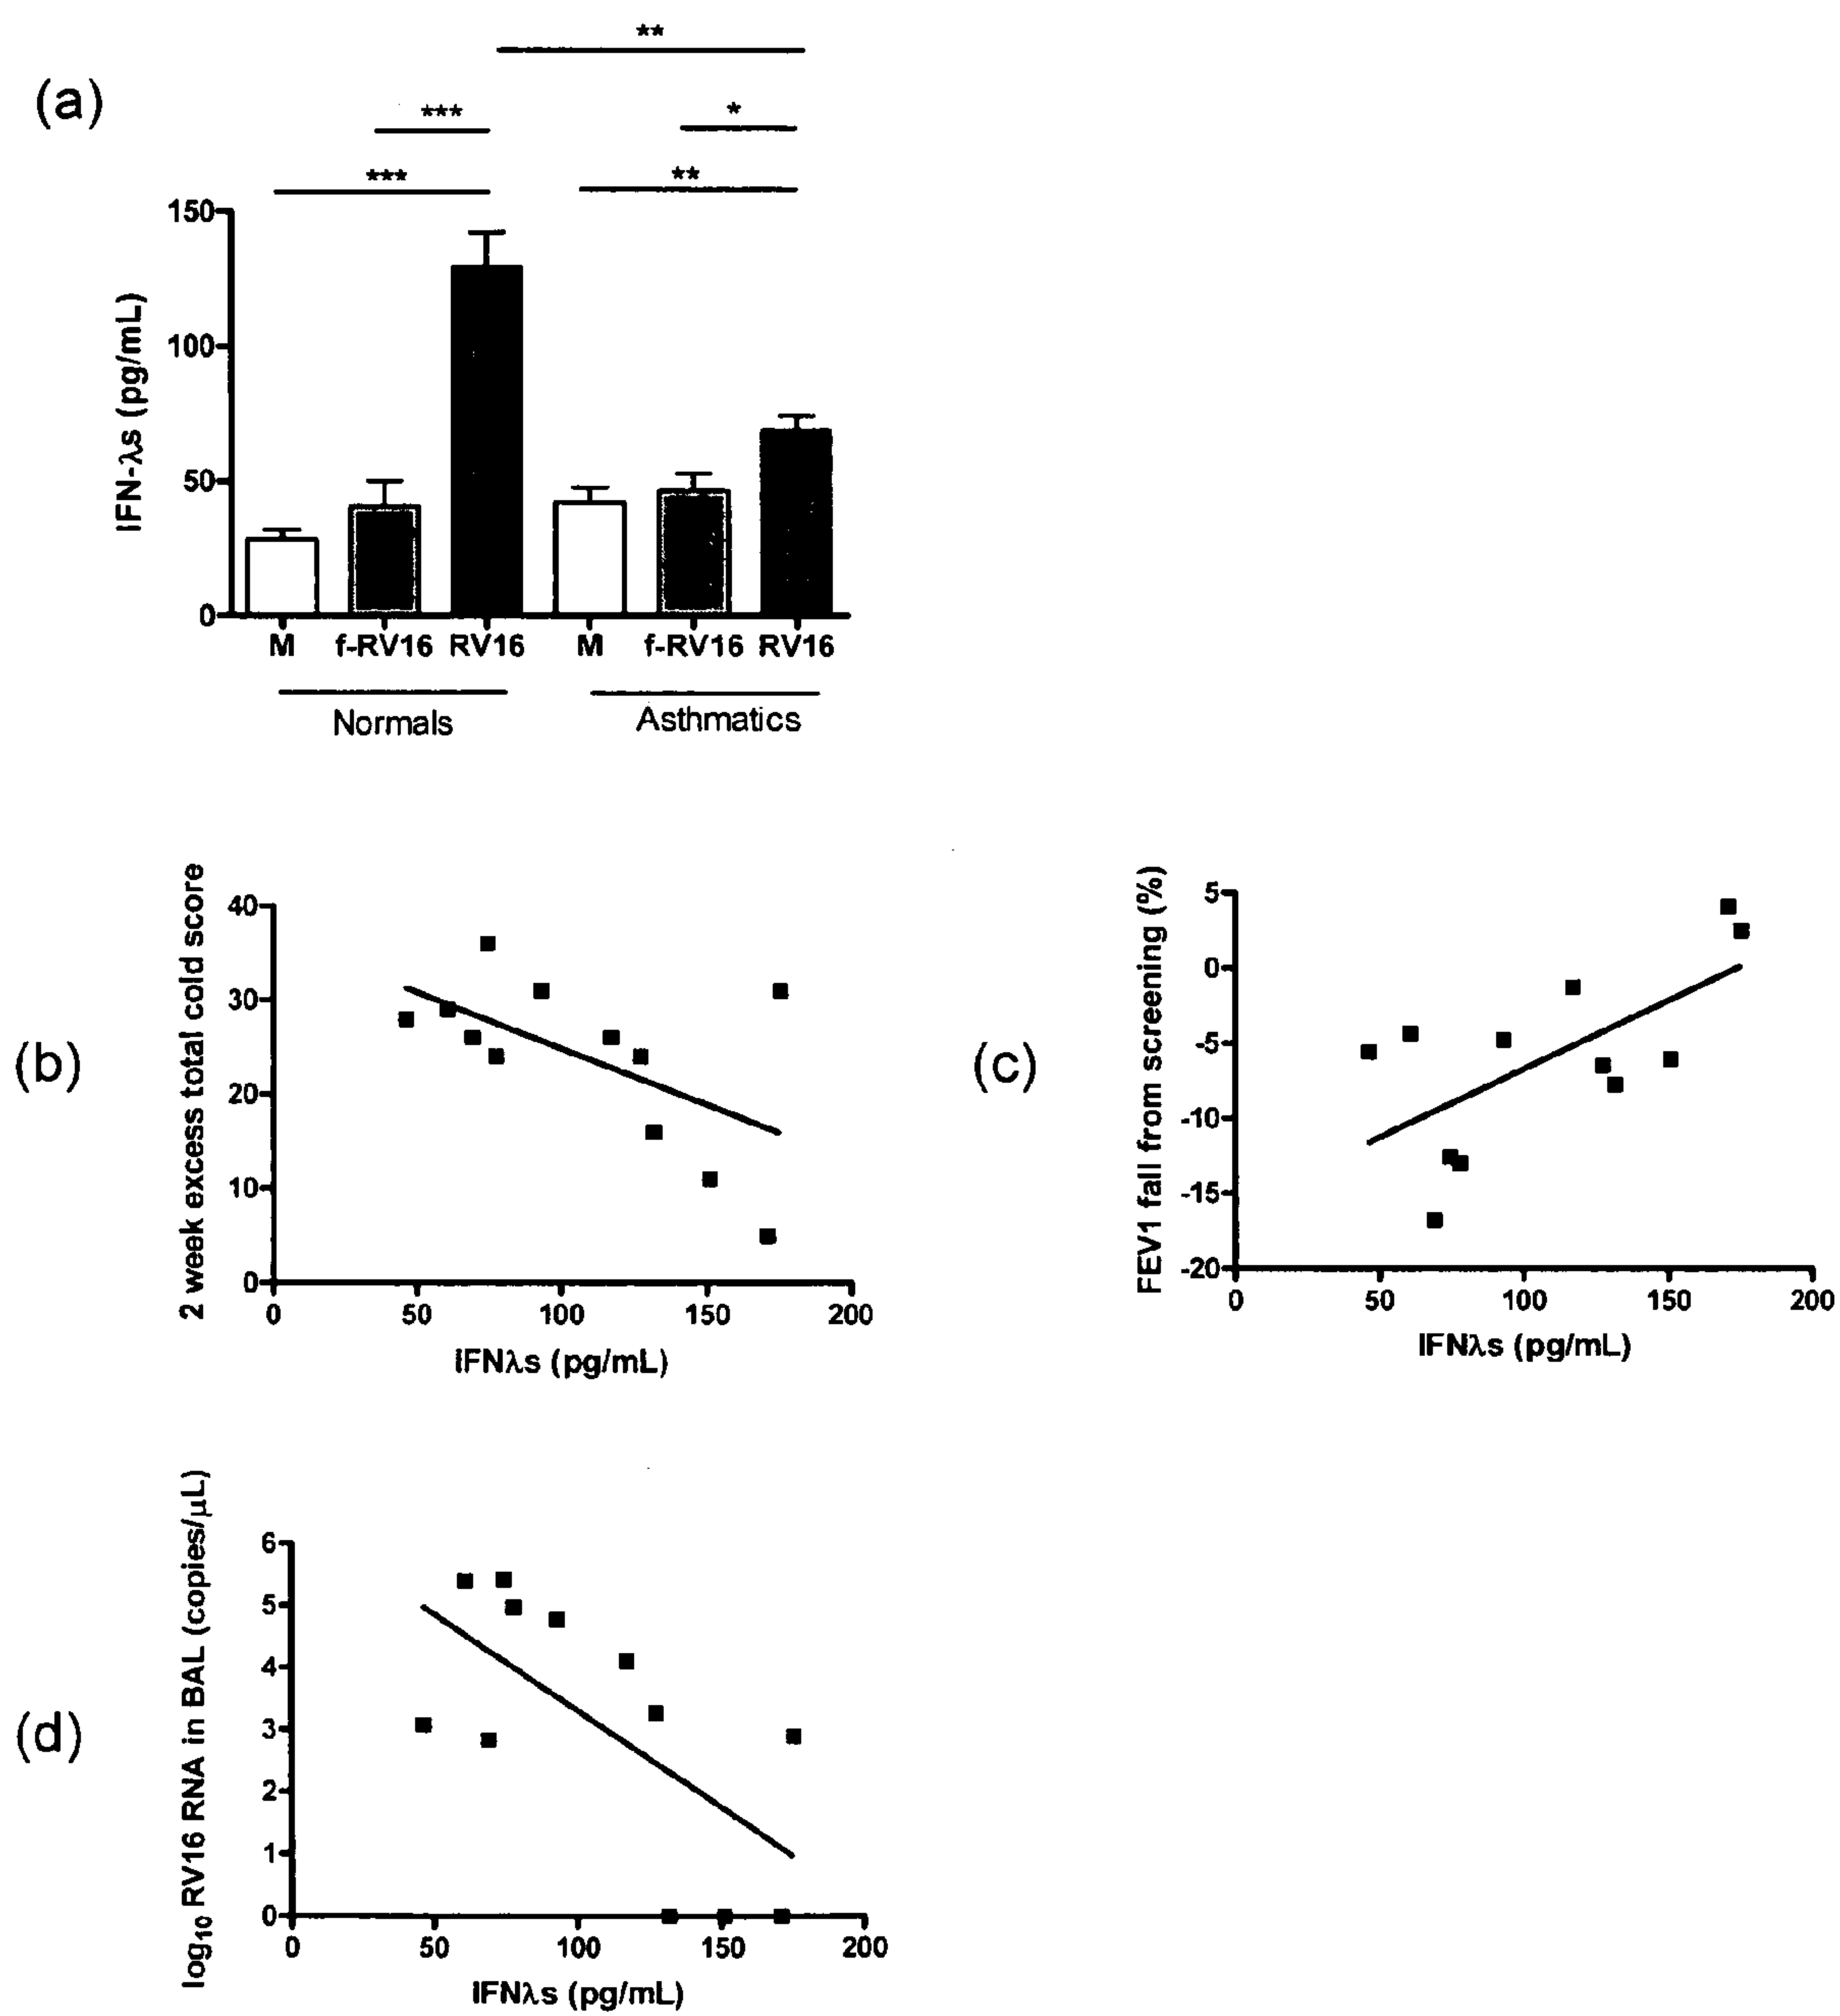 (a)
**
***
*
***
**
IFN-λs (pg/mL)
150
100
50
0
M f-RV16 RV16 M f-RV16 RV16
Normals Asthmatics
(b)
2 week excess total cold score
40
30
20
10
0
0 50 100 150 200
IFNλs (pg/mL)
(c)
FEV1 fall from screening (%)
5
0
-5
-10
-15
-20
0 50 100 150 200
IFNλs (pg/mL)
(d)
log₁₀ RV16 RNA in BAL (copies/μL)
6
5
4
3
2
1
0
0 50 100 150 200
IFNλs (pg/mL)